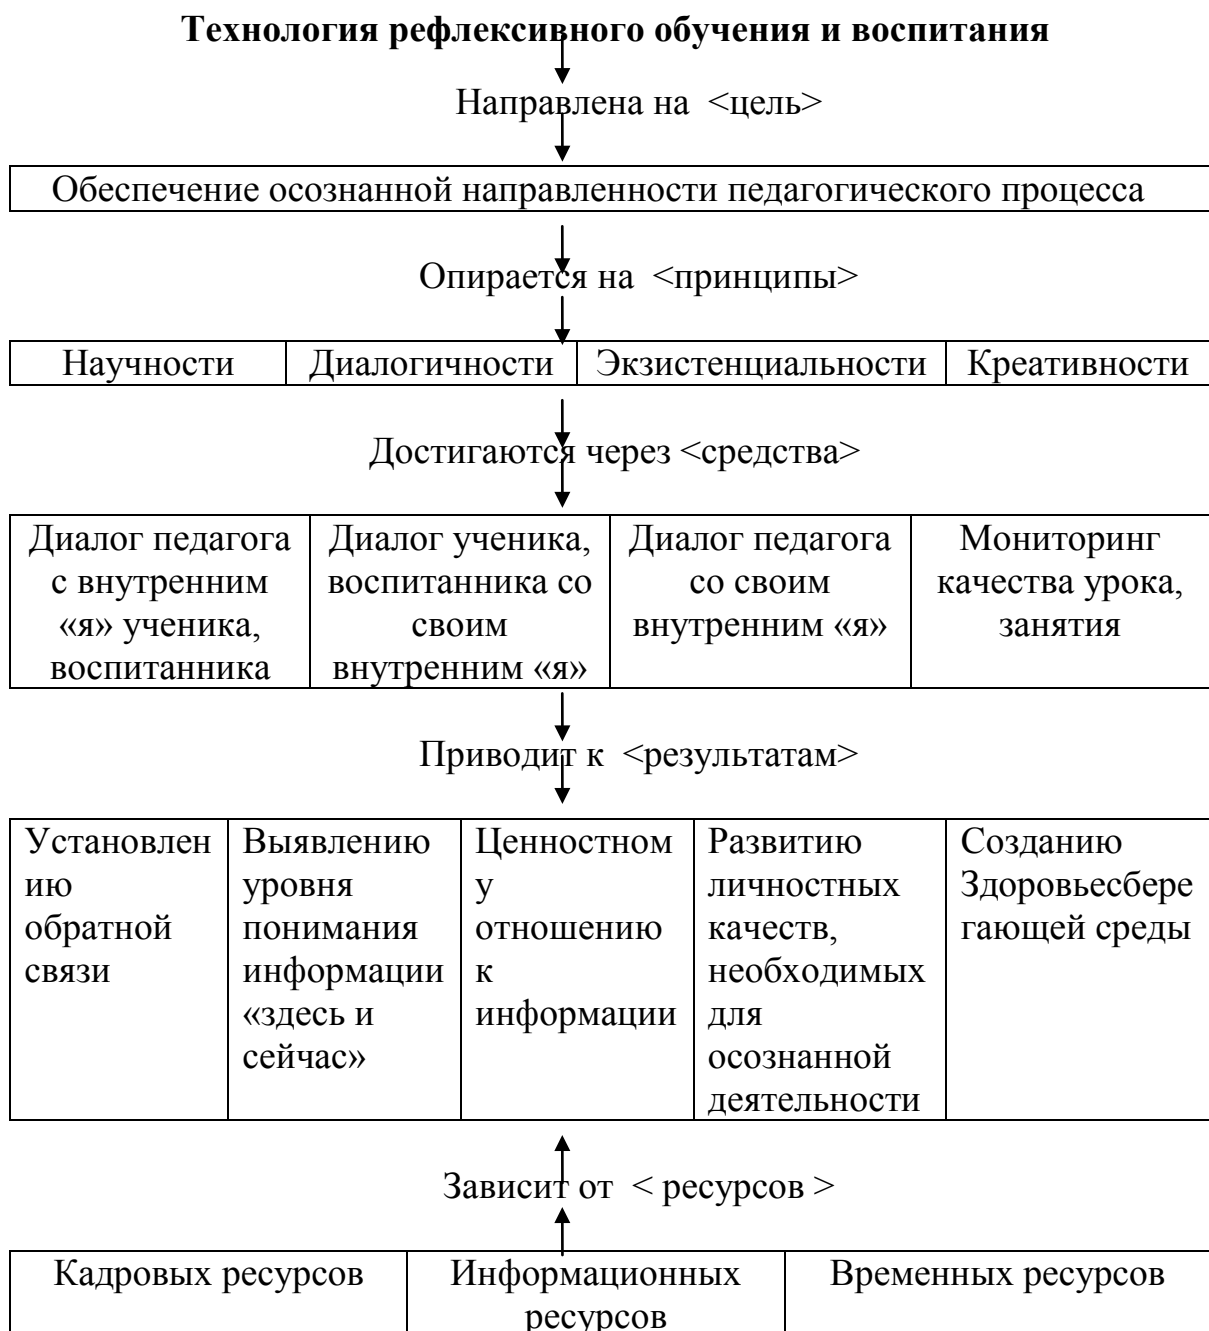 Технология рефлексивного обучения и воспитания
Направлена на <цель>
Обеспечение осознанной направленности педагогического процесса
Опирается на <принципы>
Научности
Диалогичности
Экзистенциальности
Креативности
Достигаются через <средства>
Диалог педагога
с внутренним
«я» ученика,
воспитанника
Диалог ученика,
воспитанника со
своим
внутренним «я»
Диалог педагога
со своим
внутренним «я»
Мониторинг
качества урока,
занятия
Приводит к <результатам>
Установлен
ию
обратной
связи
Выявлению
уровня
понимания
информации
«здесь и
сейчас»
Ценностном
у
отношению
к
информации
Развитию
личностных
качеств,
необходимых
для
осознанной
деятельности
Созданию
Здоровьесбере
гающей среды
Зависит от < ресурсов >
Кадровых ресурсов
Информационных
ресурсов
Временных ресурсов